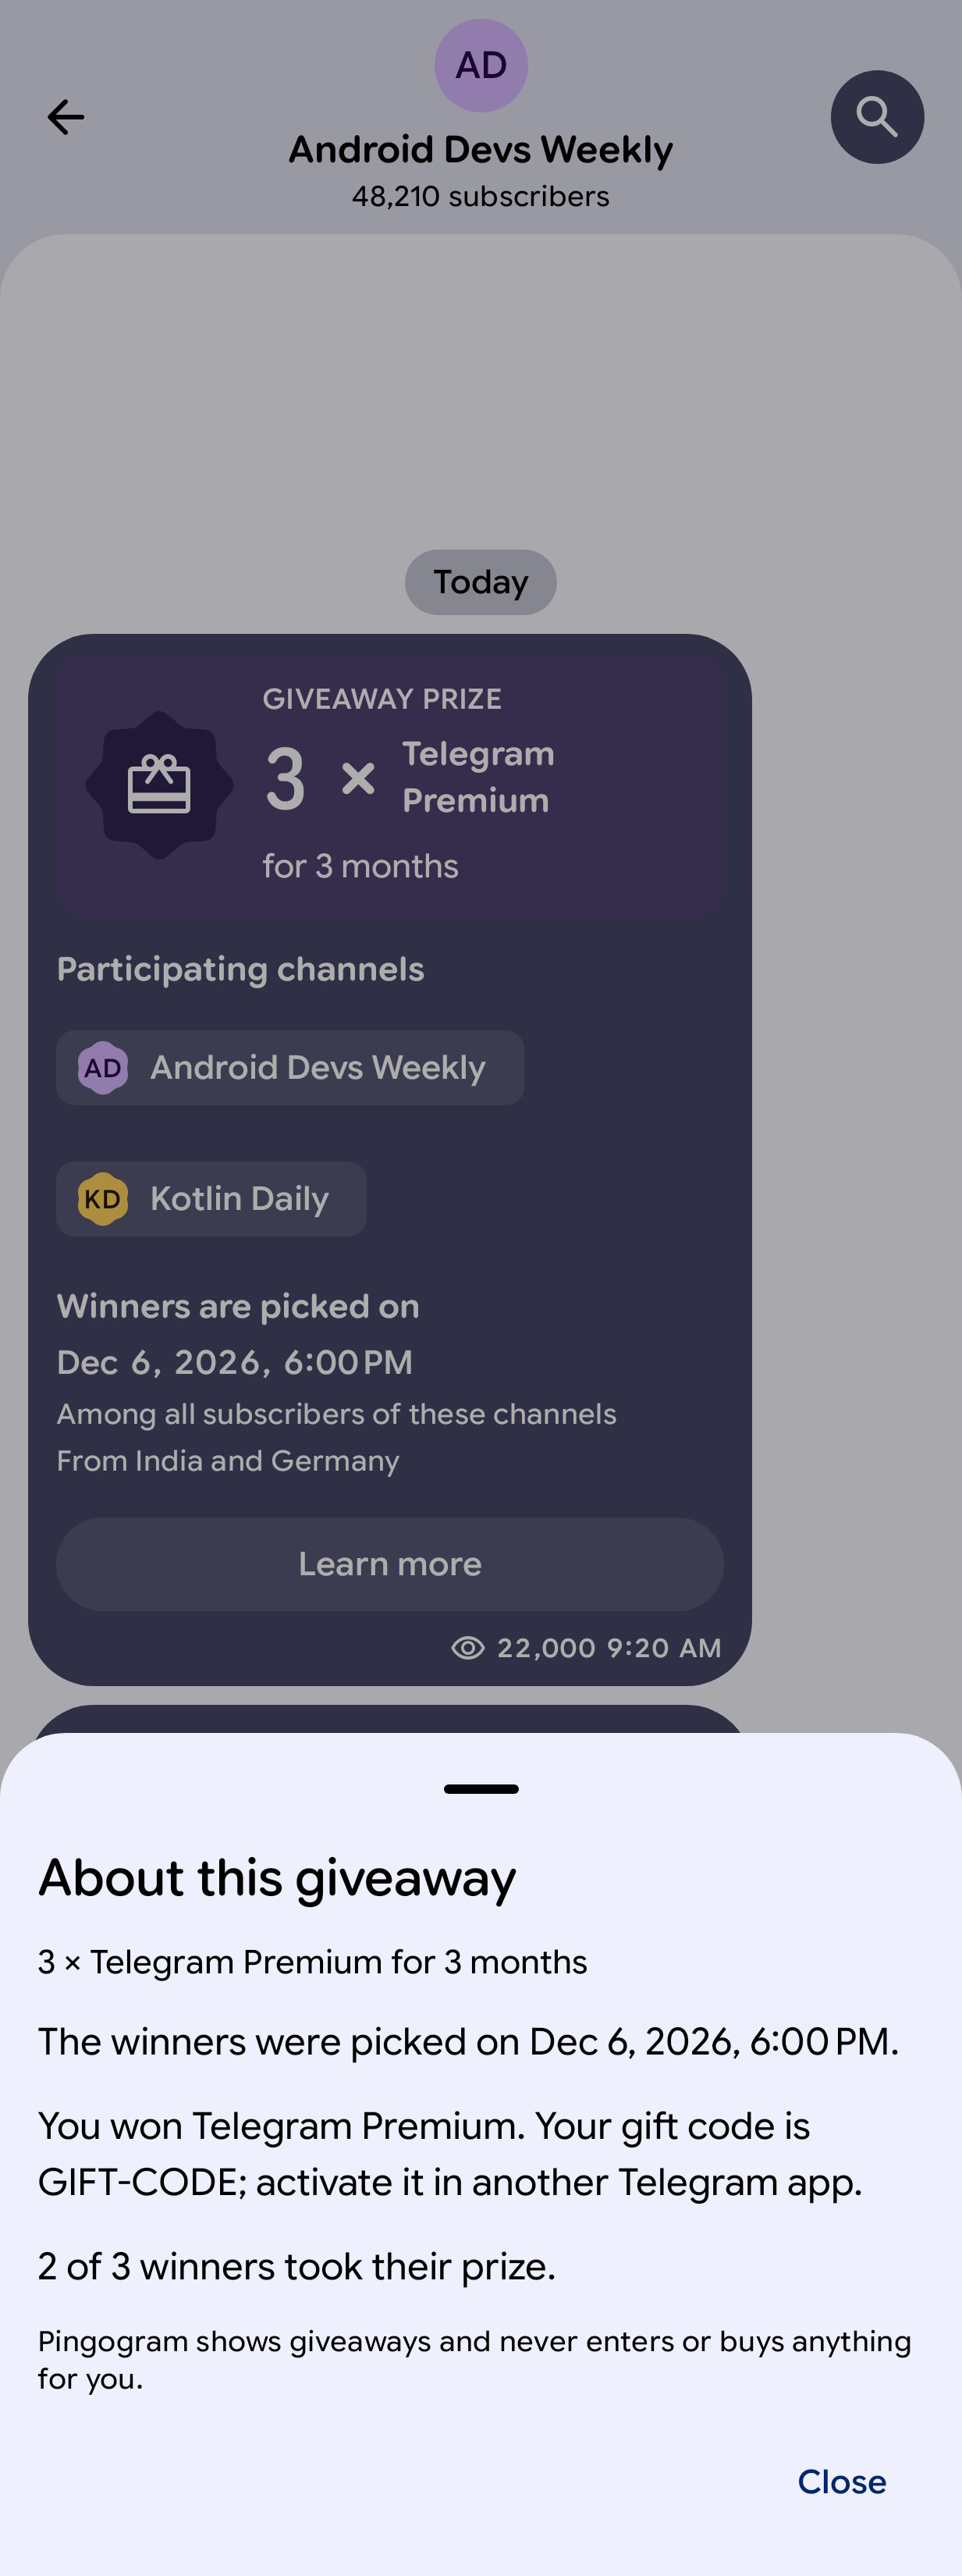 AD
Android Devs Weekly
48,210 subscribers
Today
GIVEAWAY PRIZE
3 × Telegram Premium
for 3 months
Participating channels
AD Android Devs Weekly
KD Kotlin Daily
Winners are picked on
Dec 6, 2026, 6:00 PM
Among all subscribers of these channels
From India and Germany
Learn more
22,000 9:20 AM
About this giveaway
3 × Telegram Premium for 3 months
The winners were picked on Dec 6, 2026, 6:00 PM.
You won Telegram Premium. Your gift code is
GIFT-CODE; activate it in another Telegram app.
2 of 3 winners took their prize.
Pingogram shows giveaways and never enters or buys anything
for you.
Close